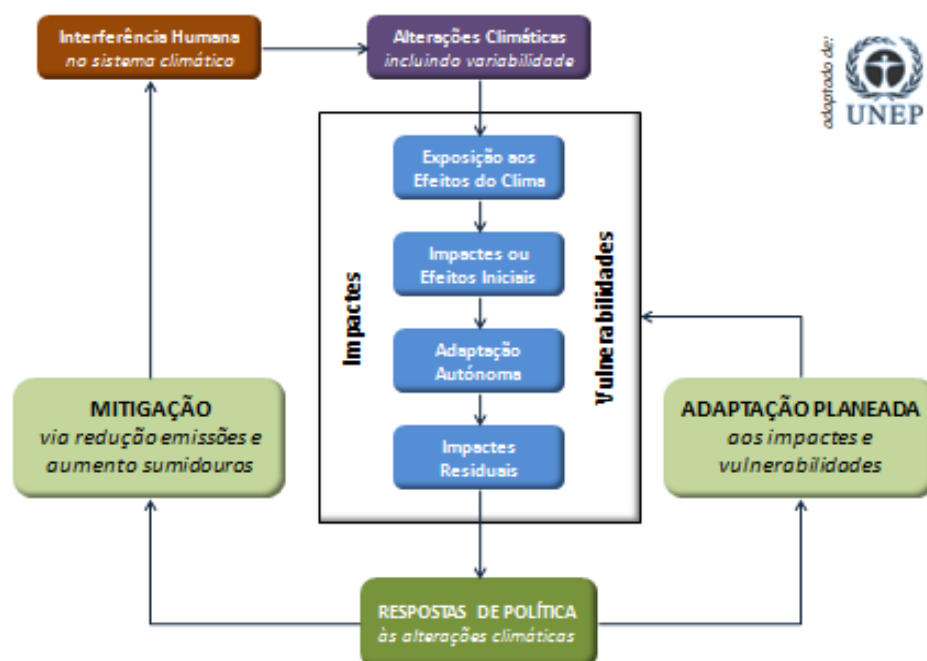 Interferência Humana
no sistema climático
Alterações Climáticas
incluindo variabilidade
adaptado de:
UNEP
Exposição aos
Efeitos do Clima
Impactes ou
Efeitos Iniciais
Adaptação
Autónoma
Impactes
Residuais
Impactes
Vulnerabilidades
MITIGAÇÃO
via redução emissões e
aumento sumidouros
ADAPTAÇÃO PLANEADA
aos impactes e
vulnerabilidades
RESPOSTAS DE POLÍTICA
às alterações climáticas